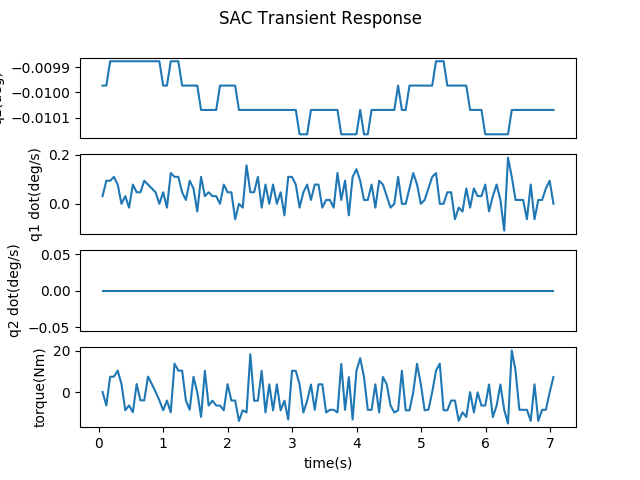 SAC Transient Response
−0.0099
−0.0100
−0.0101
q1 dot(deg/s)
0.2
0.0
q2 dot(deg/s)
0.05
0.00
−0.05
torque(Nm)
20
0
0 1 2 3 4 5 6 7
time(s)